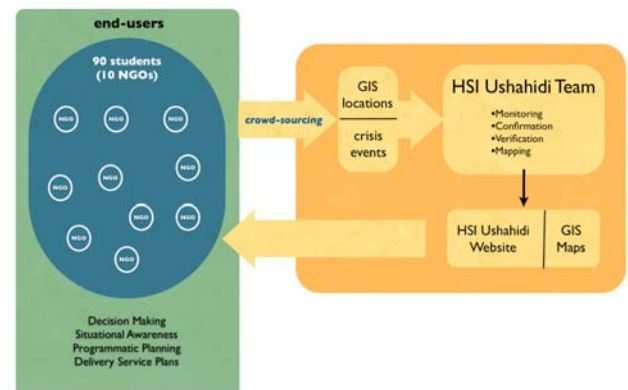 end-users
90 students
(10 NGOs)
NGO
NGO
NGO
NGO
NGO
NGO
NGO
NGO
NGO
NGO
Decision Making
Situational Awareness
Programmatic Planning
Delivery Service Plans
crowd-sourcing
GIS
locations
crisis
events
HSI Ushahidi Team
•Monitoring
•Confirmation
•Verification
•Mapping
HSI Ushahidi
Website
GIS
Maps